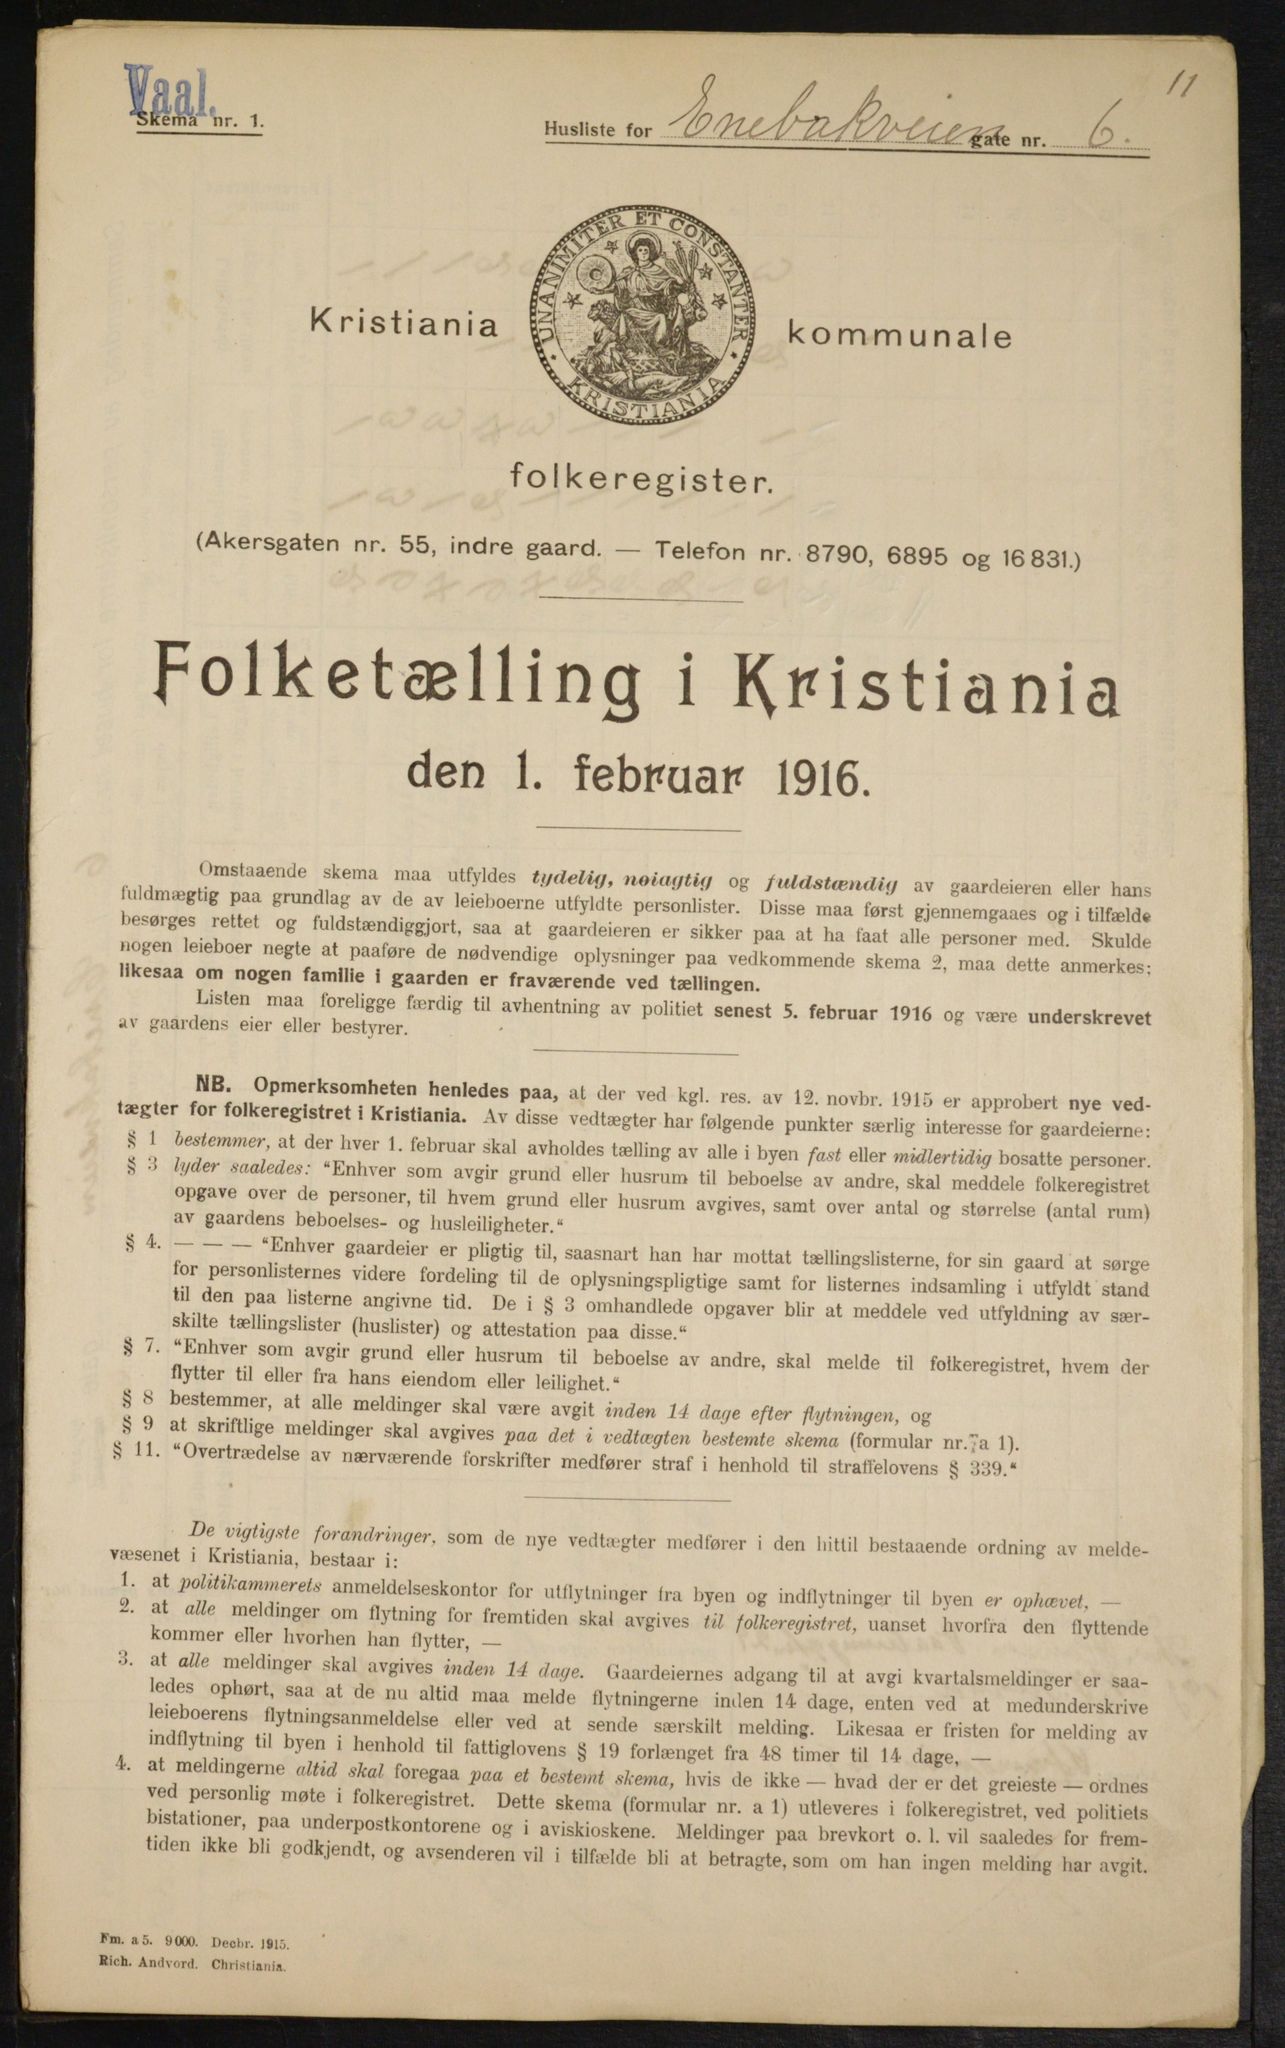 11
Vaal.
Skema nr. 1.
Husliste for Enebakveien gate nr. 6.
UNANIMITER ET CONSTANTER
KRISTIANIA
Kristiania kommunale
folkeregister.
(Akersgaten nr. 55, indre gaard. — Telefon nr. 8790, 6895 og 16831.)
Folketælling i Kristiania
den 1. februar 1916.
Omstaaende skema maa utfyldes tydelig, nøiagtig og fuldstændig av gaardeieren eller hans
fuldmægtig paa grundlag av de av leieboerne utfyldte personlister. Disse maa først gjennemgaaes og i tilfælde
besørges rettet og fuldstændiggjort, saa at gaardeieren er sikker paa at ha faat alle personer med. Skulde
nogen leieboer negte at paaføre de nødvendige oplysninger paa vedkommende skema 2, maa dette anmerkes;
likesaa om nogen familie i gaarden er fraværende ved tællingen.
Listen maa foreligge færdig til avhentning av politiet senest 5. februar 1916 og være underskrevet
av gaardens eier eller bestyrer.
NB. Opmerksomheten henledes paa, at der ved kgl. res. av 12. novbr. 1915 er approbert nye ved-
tægter for folkeregistret i Kristiania. Av disse vedtægter har følgende punkter særlig interesse for gaardeierne:
§ 1 bestemmer, at der hver 1. februar skal avholdes tælling av alle i byen fast eller midlertidig bosatte personer.
§ 3 lyder saaledes: "Enhver som avgir grund eller husrum til beboelse av andre, skal meddele folkeregistret
opgave over de personer, til hvem grund eller husrum avgives, samt over antal og størrelse (antal rum)
av gaardens beboelses- og husleiligheter."
§ 4. — — — "Enhver gaardeier er pligtig til, saasnart han har mottat tællingslisterne, for sin gaard at sørge
for personlisternes videre fordeling til de oplysningspligtige samt for listernes indsamling i utfyldt stand
til den paa listerne angivne tid. De i § 3 omhandlede opgaver blir at meddele ved utfyldning av sær-
skilte tællingslister (huslister) og attestation paa disse."
§ 7. "Enhver som avgir grund eller husrum til beboelse av andre, skal melde til folkeregistret, hvem der
flytter til eller fra hans eiendom eller leilighet."
§ 8 bestemmer, at alle meldinger skal være avgit inden 14 dage efter flytningen, og
§ 9 at skriftlige meldinger skal avgives paa det i vedtægten bestemte skema (formular nr. a 1).
§ 11. "Overtrædelse av nærværende forskrifter medfører straf i henhold til straffelovens § 339."
De vigtigste forandringer, som de nye vedtægter medfører i den hittil bestaaende ordning av melde-
væsenet i Kristiania, bestaar i:
1. at politikammerets anmeldelseskontor for utflytninger fra byen og indflytninger til byen er ophævet, —
2. at alle meldinger om flytning for fremtiden skal avgives til folkeregistret, uanset hvorfra den flyttende
kommer eller hvorhen han flytter, —
3. at alle meldinger skal avgives inden 14 dage. Gaardeiernes adgang til at avgi kvartalsmeldinger er saa-
ledes ophørt, saa at de nu altid maa melde flytningerne inden 14 dage, enten ved at medunderskrive
leieboerens flytningsanmeldelse eller ved at sende særskilt melding. Likesaa er fristen for melding av
indflytning til byen i henhold til fattiglovens § 19 forlænget fra 48 timer til 14 dage, —
4. at meldingerne altid skal foregaa paa et bestemt skema, hvis de ikke — hvad der er det greieste — ordnes
ved personlig møte i folkeregistret. Dette skema (formular nr. a 1) utleveres i folkeregistret, ved politiets
bistationer, paa underpostkontorene og i aviskioskene. Meldinger paa brevkort o. l. vil saaledes for frem-
tiden ikke bli godkjendt, og avsenderen vil i tilfælde bli at betragte, som om han ingen melding har avgit.
Fm. a 5. 9000. Decbr. 1915.
Rich. Andvord. Christiania.